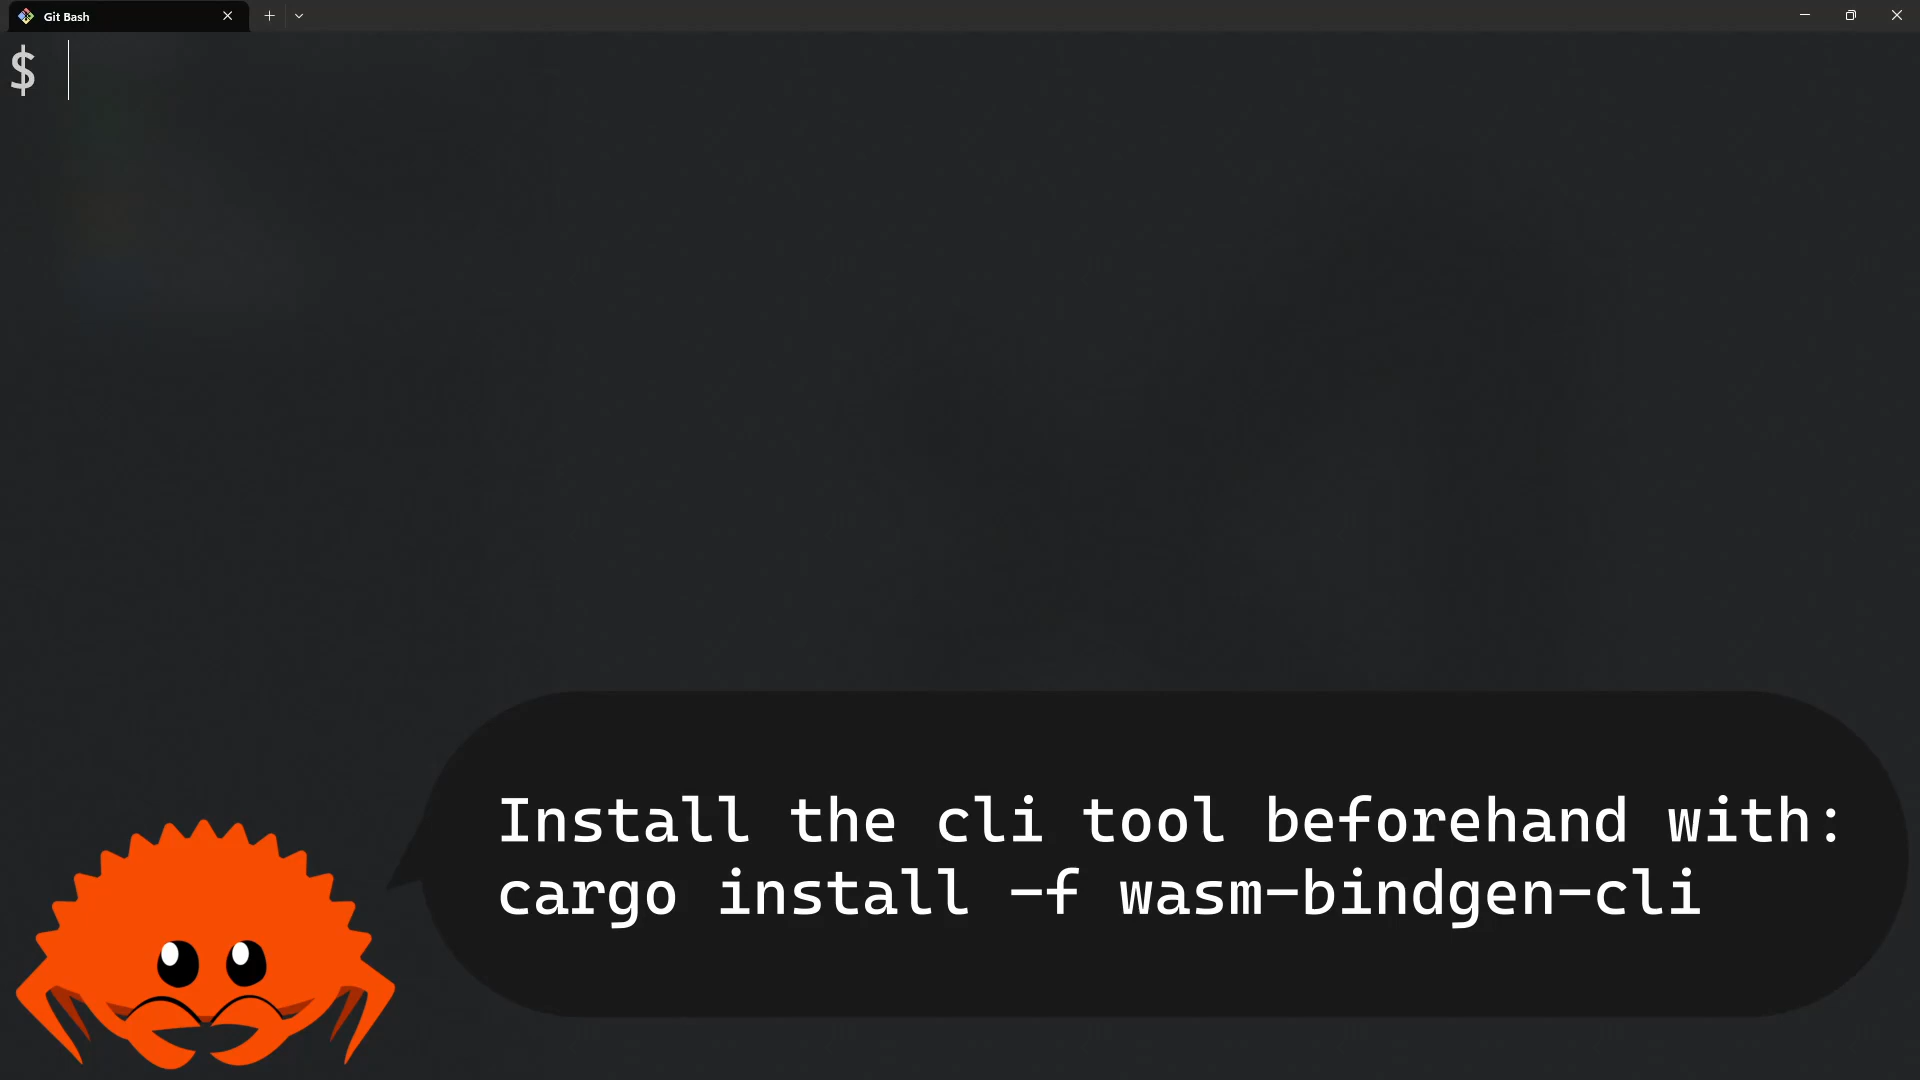 Git Bash
$
Install the cli tool beforehand with:
cargo install -f wasm-bindgen-cli